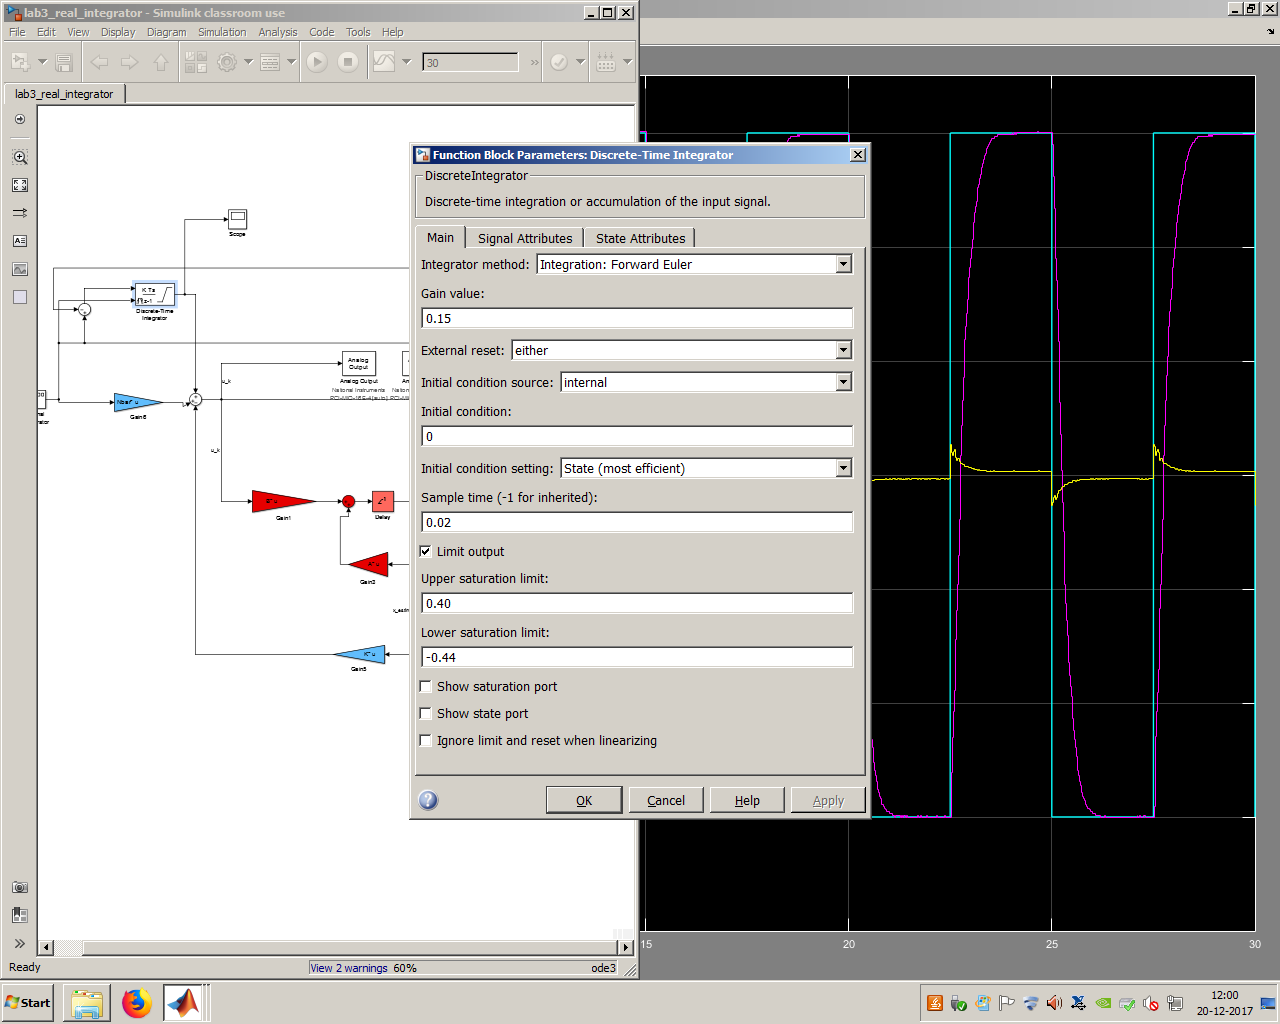 lab3_real_integrator - Simulink classroom use
File Edit View Display Diagram Simulation Analysis Code Tools Help
30
»
lab3_real_integrator
Scope
K Ts
z-1
Discrete-Time
Integrator
Analog
Output
Analog Output
National Instruments
u_k
Nbar* u
Gain6
u_k
Gain1
Delay
Gain3
K* u
Gain5
Function Block Parameters: Discrete-Time Integrator
DiscreteIntegrator
Discrete-time integration or accumulation of the input signal.
Main Signal Attributes State Attributes
Integrator method: Integration: Forward Euler
Gain value:
0.15
External reset: either
Initial condition source: internal
Initial condition:
0
Initial condition setting: State (most efficient)
Sample time (-1 for inherited):
0.02
Limit output
Upper saturation limit:
0.40
Lower saturation limit:
-0.44
Show saturation port
Show state port
Ignore limit and reset when linearizing
OK Cancel Help Apply
15 20 25 30
Ready View 2 warnings 60% ode3
Start
12:00
20-12-2017